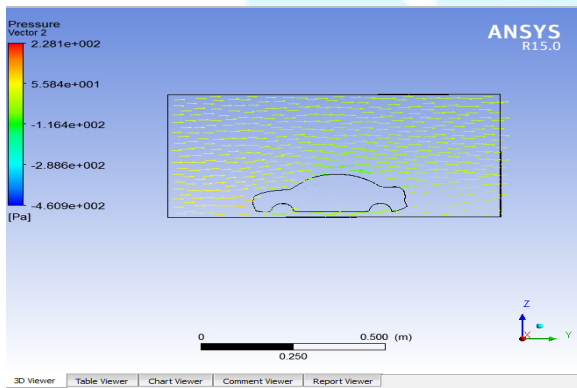 Pressure
Vector 2
2.281e+002
5.584e+001
-1.164e+002
-2.886e+002
-4.609e+002
[Pa]
ANSYS
R15.0
0 0.500 (m)
0.250
Z
Y
X
3D Viewer Table Viewer Chart Viewer Comment Viewer Report Viewer